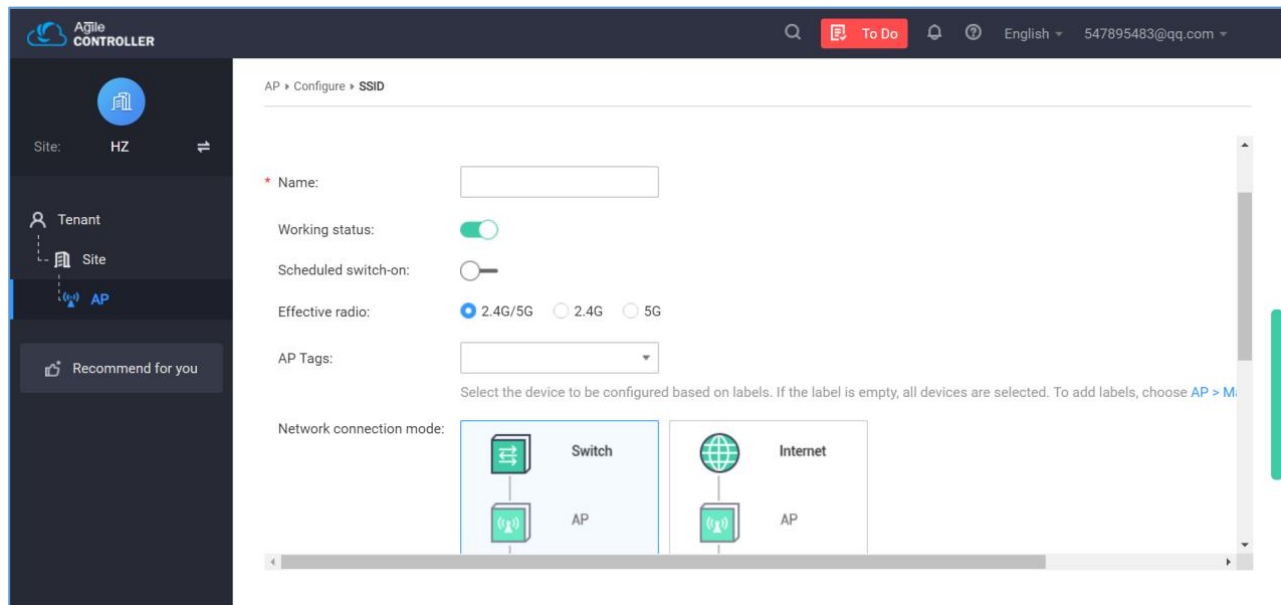 Agile
CONTROLLER
To Do
English
547895483@qq.com
AP ▸ Configure ▸ SSID
Site: HZ
* Name:
Tenant
Working status:
Site
Scheduled switch-on:
AP
Effective radio: 2.4G/5G 2.4G 5G
AP Tags:
Recommend for you
Select the device to be configured based on labels. If the label is empty, all devices are selected. To add labels, choose AP >
Network connection mode:
Switch
Internet
AP
AP